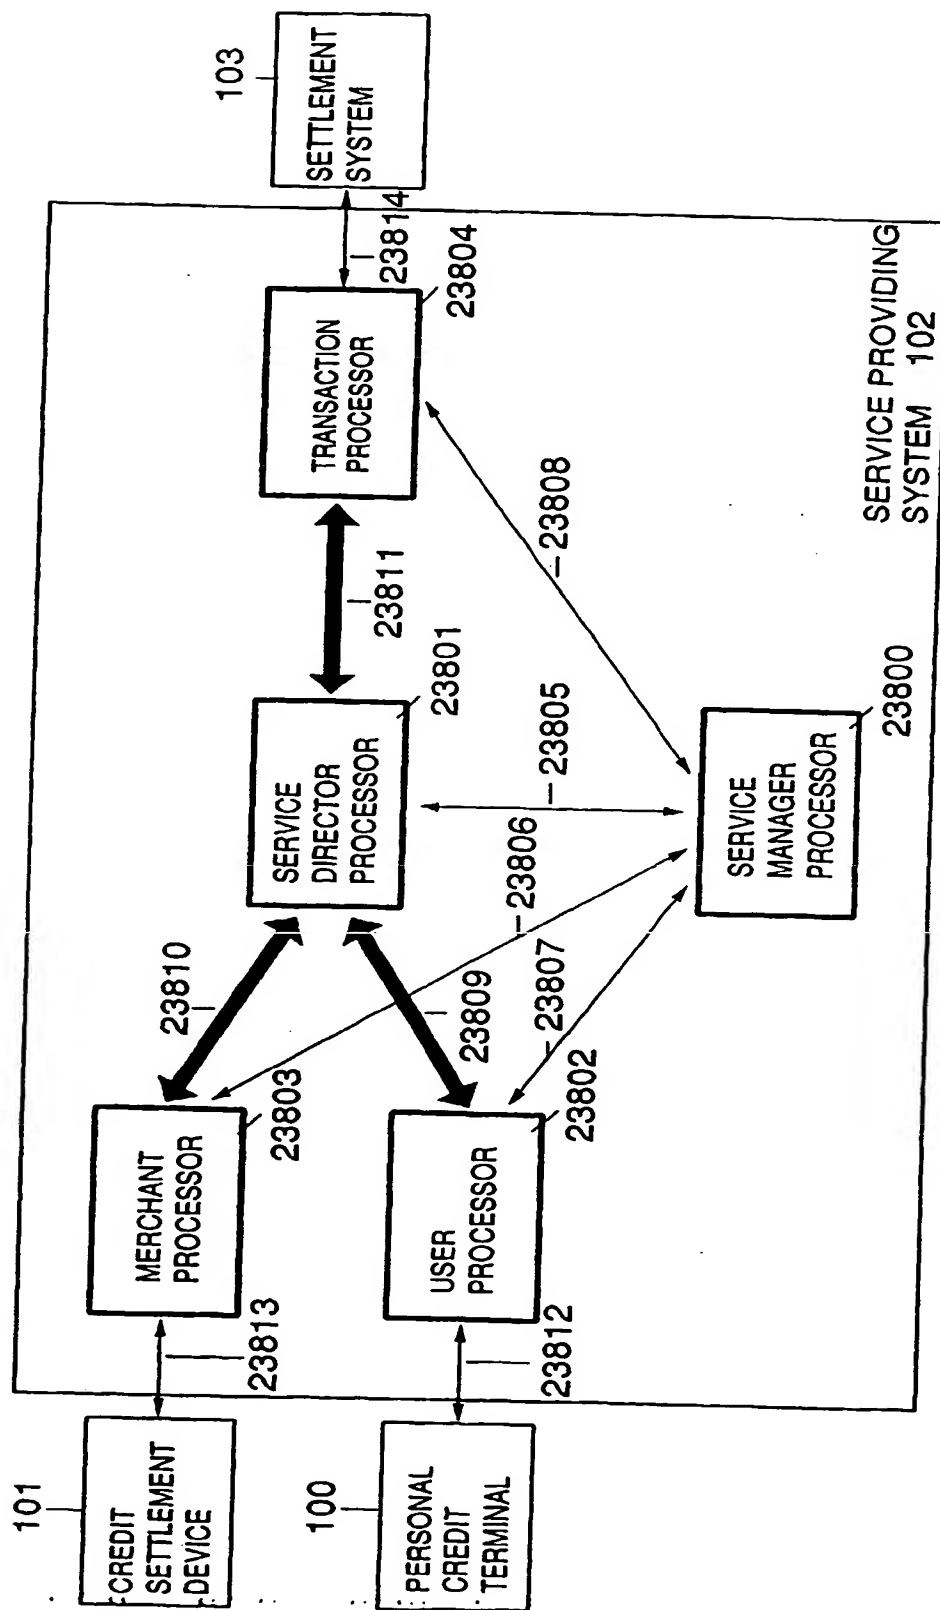 101
CREDIT
SETTLEMENT
DEVICE
23813
MERCHANT
PROCESSOR
23803
23810
100
PERSONAL
CREDIT
TERMINAL
23812
USER
PROCESSOR
23802
23809
SERVICE
DIRECTOR
PROCESSOR
23801
23811
TRANSACTION
PROCESSOR
23804
23814
103
SETTLEMENT
SYSTEM
23807
23806
23805
23808
SERVICE
MANAGER
PROCESSOR
23800
SERVICE PROVIDING
SYSTEM 102